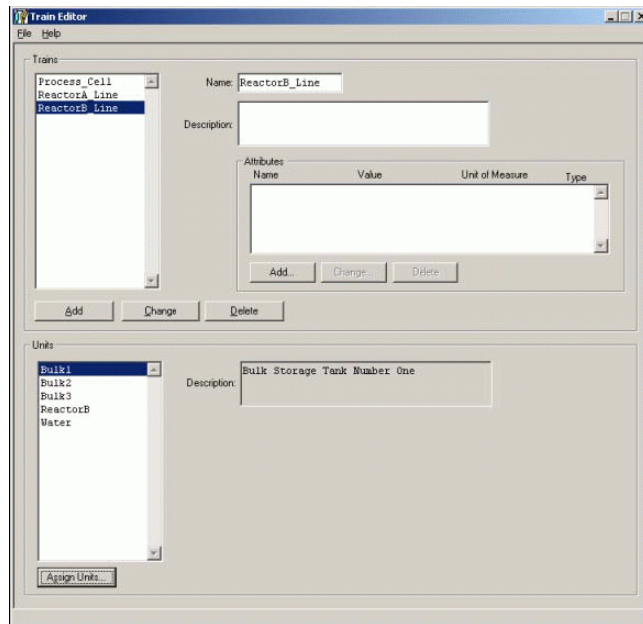 Train Editor
File Help
Trains
Process_Cell
ReactorA_Line
ReactorB_Line
Name: ReactorB_Line
Description:
Attributes
Name Value Unit of Measure Type
Add... Change... Delete
Add Change Delete
Units
Bulk1
Bulk2
Bulk3
ReactorB
Water
Description: Bulk Storage Tank Number One
Assign Units...